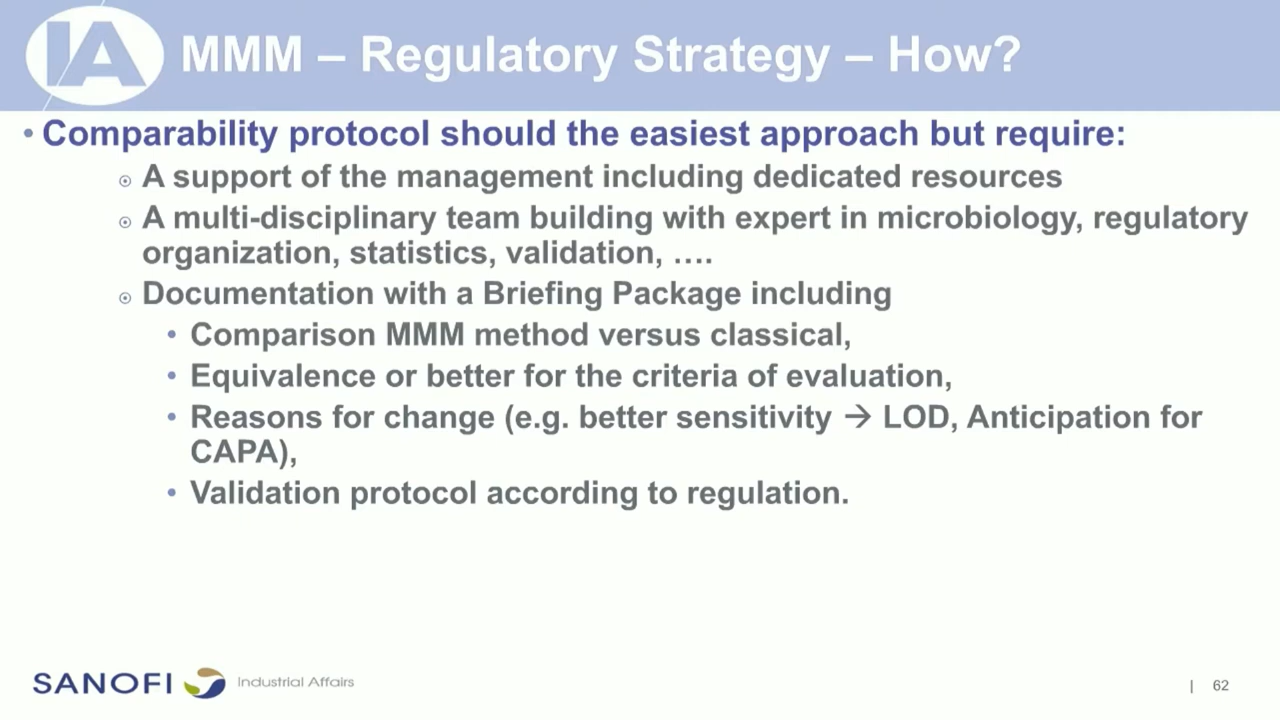 IA
MMM – Regulatory Strategy – How?
• Comparability protocol should the easiest approach but require:
⊙ A support of the management including dedicated resources
⊙ A multi-disciplinary team building with expert in microbiology, regulatory
organization, statistics, validation, ….
⊙ Documentation with a Briefing Package including
• Comparison MMM method versus classical,
• Equivalence or better for the criteria of evaluation,
• Reasons for change (e.g. better sensitivity → LOD, Anticipation for
CAPA),
• Validation protocol according to regulation.
SANOFI Industrial Affairs
| 62